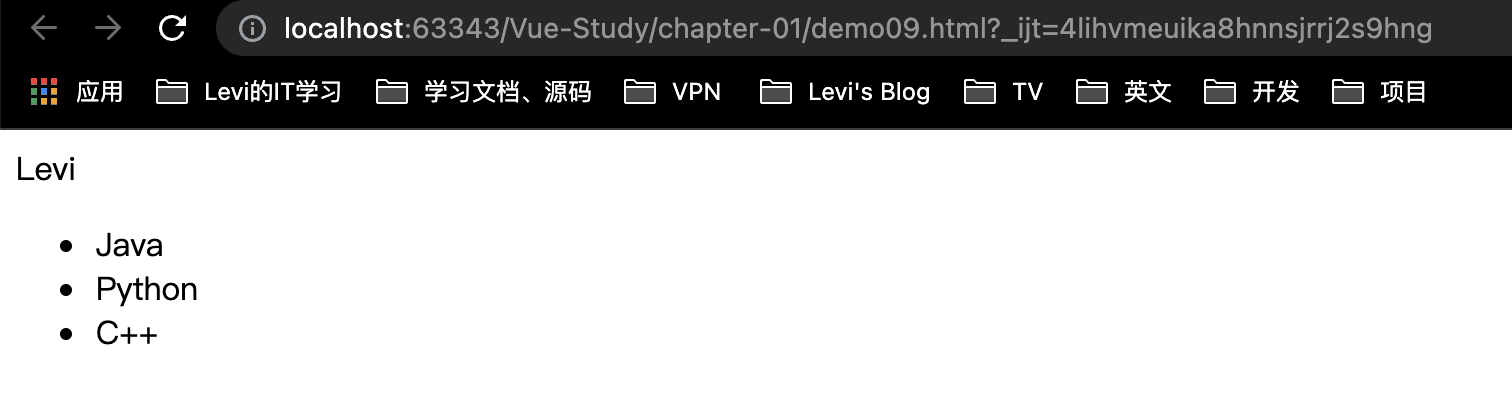 localhost:63343/Vue-Study/chapter-01/demo09.html?_ijt=4lihvmeuika8hnnsjrrj2s9hng
应用 Levi的IT学习 学习文档、源码 VPN Levi's Blog TV 英文 开发 项目
Levi
Java
Python
C++